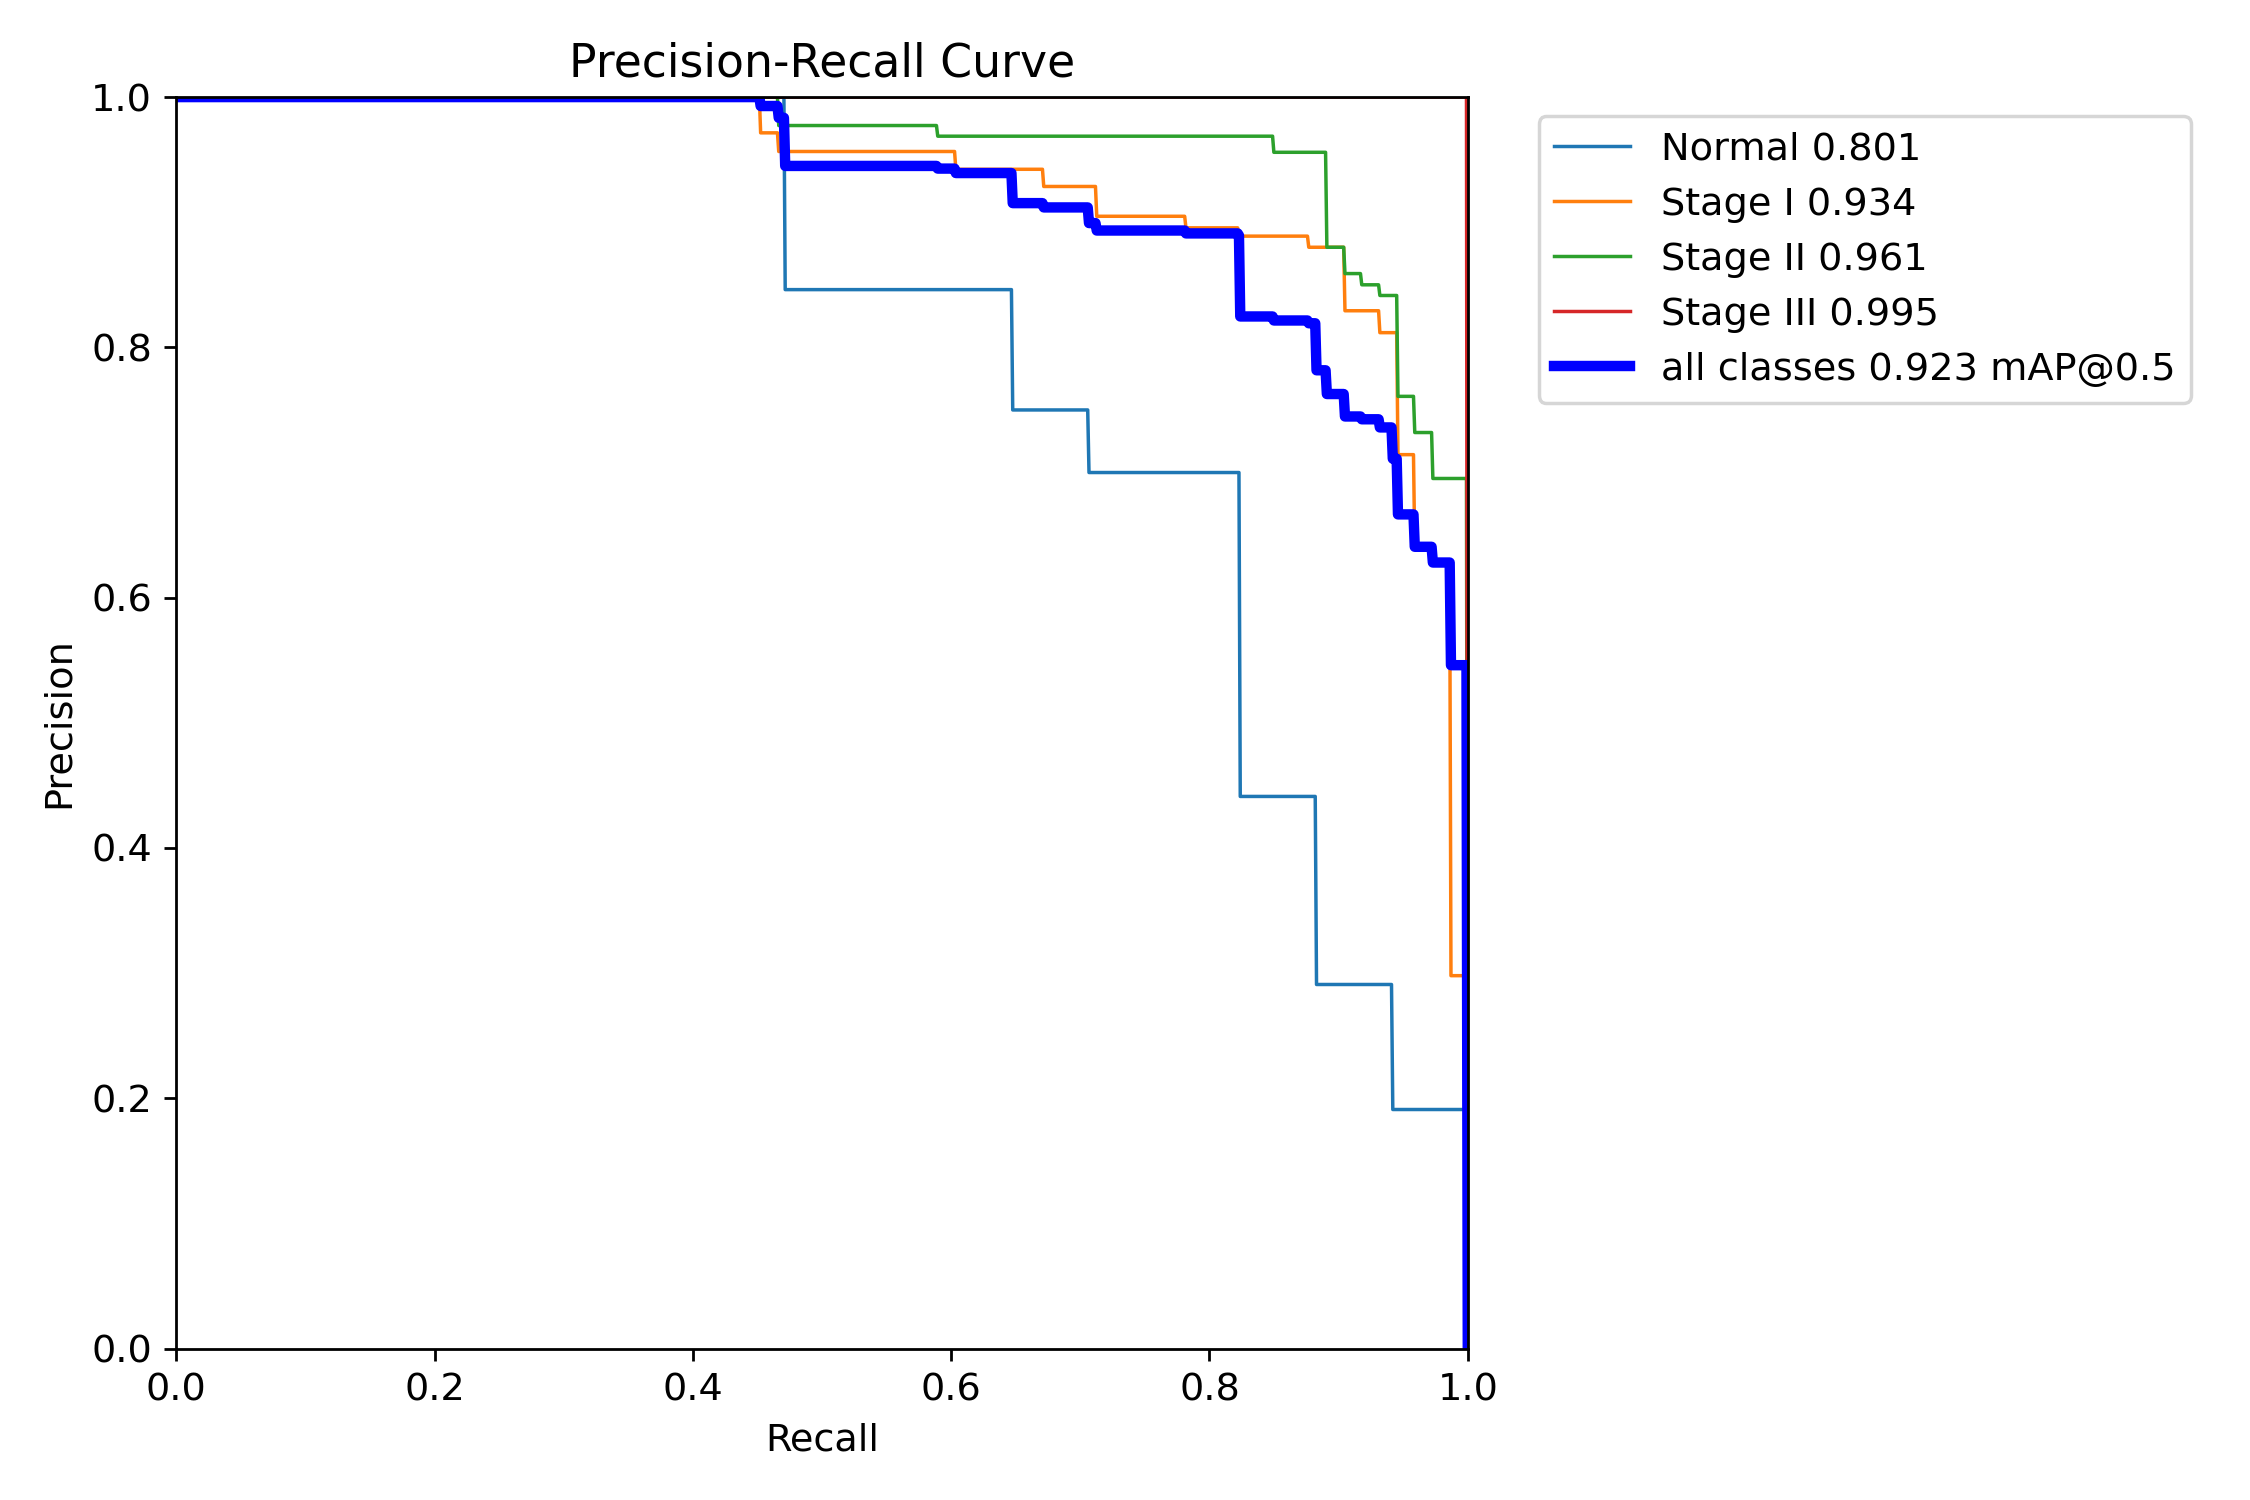 Precision-Recall Curve
1.0
0.8
0.6
0.4
0.2
0.0
Precision
0.0 0.2 0.4 0.6 0.8 1.0
Recall
Normal 0.801
Stage I 0.934
Stage II 0.961
Stage III 0.995
all classes 0.923 mAP@0.5